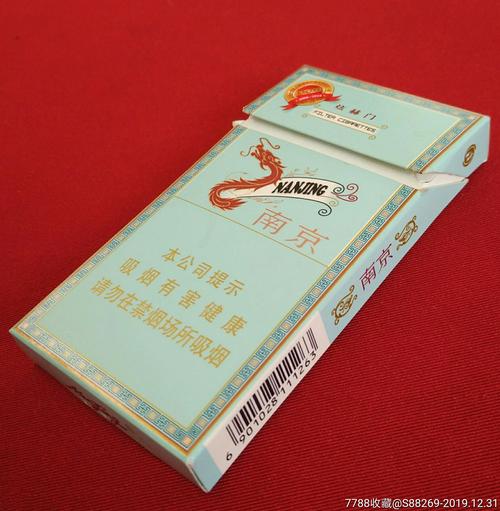 炫赫门
FILTER CIGARETTES
NANJING
南京
本公司提示
吸烟有害健康
请勿在禁烟场所吸烟
南京
6 901028 111263
7788收藏@S88269-2019.12.31